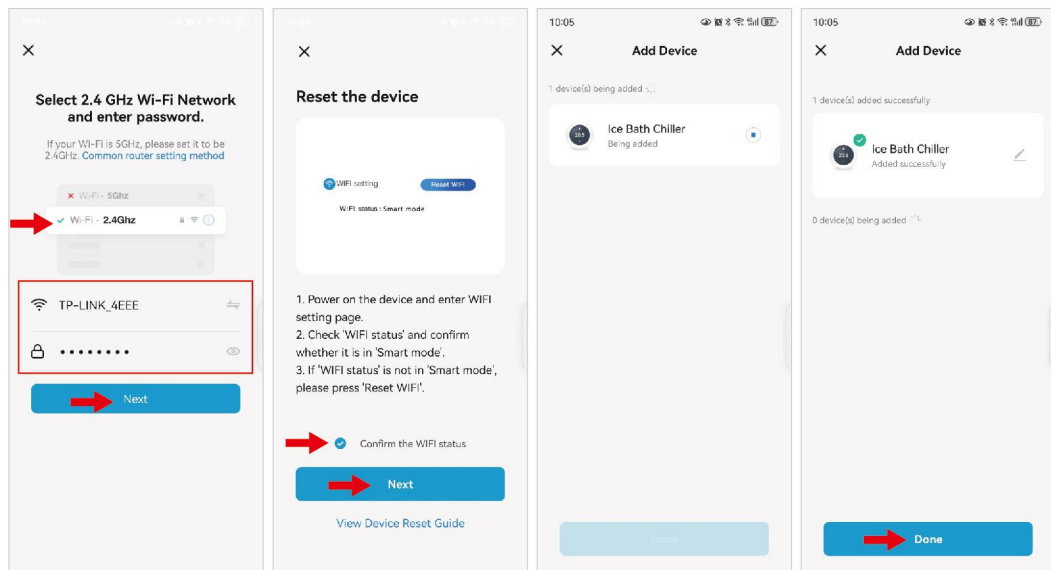 Select 2.4 GHz Wi-Fi Network
and enter password.
If your Wi-Fi is 5GHz, please set it to be
2.4GHz. Common router setting method
Wi-Fi - 5Ghz
Wi-Fi - 2.4Ghz
TP-LINK_4EEE
••••••••
Next
Reset the device
WIFI setting
Reset WIFI
WIFI status : Smart mode
1. Power on the device and enter WIFI
setting page.
2. Check 'WIFI status' and confirm
whether it is in 'Smart mode'.
3. If 'WIFI status' is not in 'Smart mode',
please press 'Reset WIFI'.
Confirm the WIFI status
Next
View Device Reset Guide
10:05
87
Add Device
1 device(s) being added
Ice Bath Chiller
Being added
Done
10:05
87
Add Device
1 device(s) added successfully
Ice Bath Chiller
Added successfully
0 device(s) being added
Done